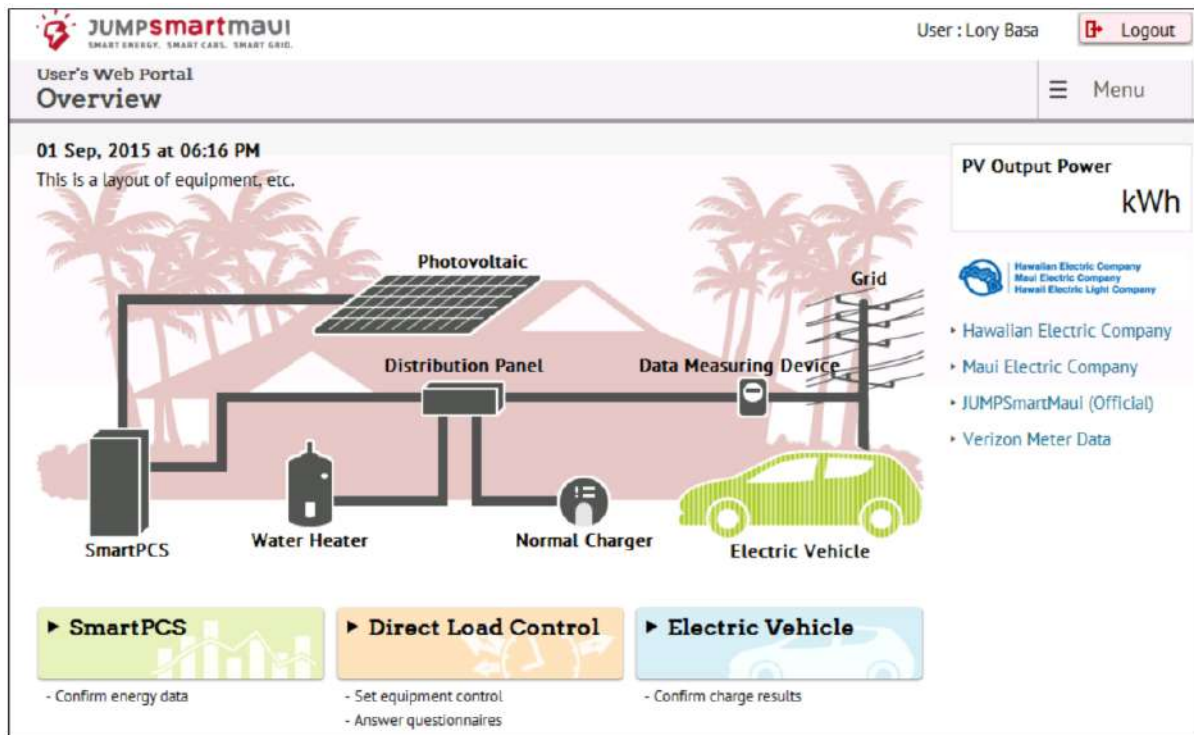 JUMPSmartMaui
SMART ENERGY. SMART CARS. SMART GRID.
User : Lory Basa
Logout
User's Web Portal
Overview
Menu
01 Sep, 2015 at 06:16 PM
This is a layout of equipment, etc.
PV Output Power
kWh
Photovoltaic
Grid
Hawaiian Electric Company
Maui Electric Company
Hawaii Electric Light Company
Distribution Panel
Data Measuring Device
Hawaiian Electric Company
Maui Electric Company
JUMPSmartMaui (Official)
Verizon Meter Data
SmartPCS
Water Heater
Normal Charger
Electric Vehicle
SmartPCS
- Confirm energy data
Direct Load Control
- Set equipment control
- Answer questionnaires
Electric Vehicle
- Confirm charge results